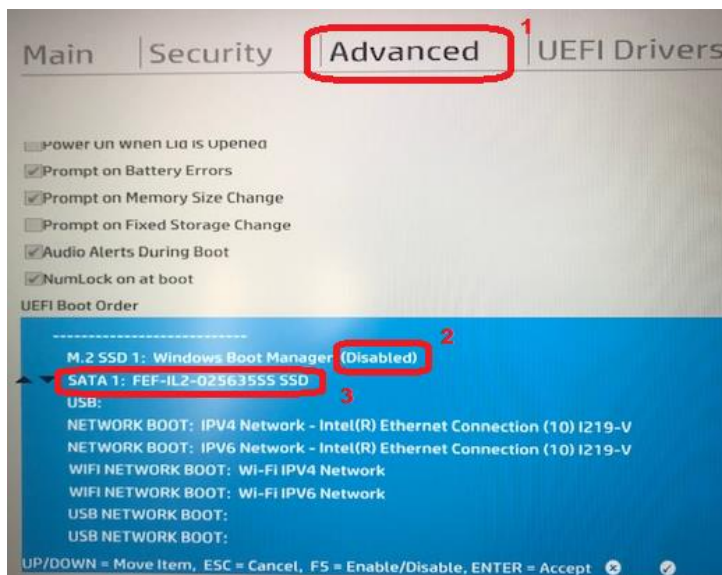 1
Main Security Advanced UEFI Drivers
Power On When Lid is Opened
Prompt on Battery Errors
Prompt on Memory Size Change
Prompt on Fixed Storage Change
Audio Alerts During Boot
NumLock on at boot
UEFI Boot Order
--------------------------
2
M.2 SSD 1: Windows Boot Manager (Disabled)
SATA 1: FEF-IL2-02563555 SSD
3
USB:
NETWORK BOOT: IPV4 Network - Intel(R) Ethernet Connection (10) I219-V
NETWORK BOOT: IPV6 Network - Intel(R) Ethernet Connection (10) I219-V
WIFI NETWORK BOOT: Wi-Fi IPV4 Network
WIFI NETWORK BOOT: Wi-Fi IPV6 Network
USB NETWORK BOOT:
USB NETWORK BOOT:
UP/DOWN = Move Item, ESC = Cancel, F5 = Enable/Disable, ENTER = Accept